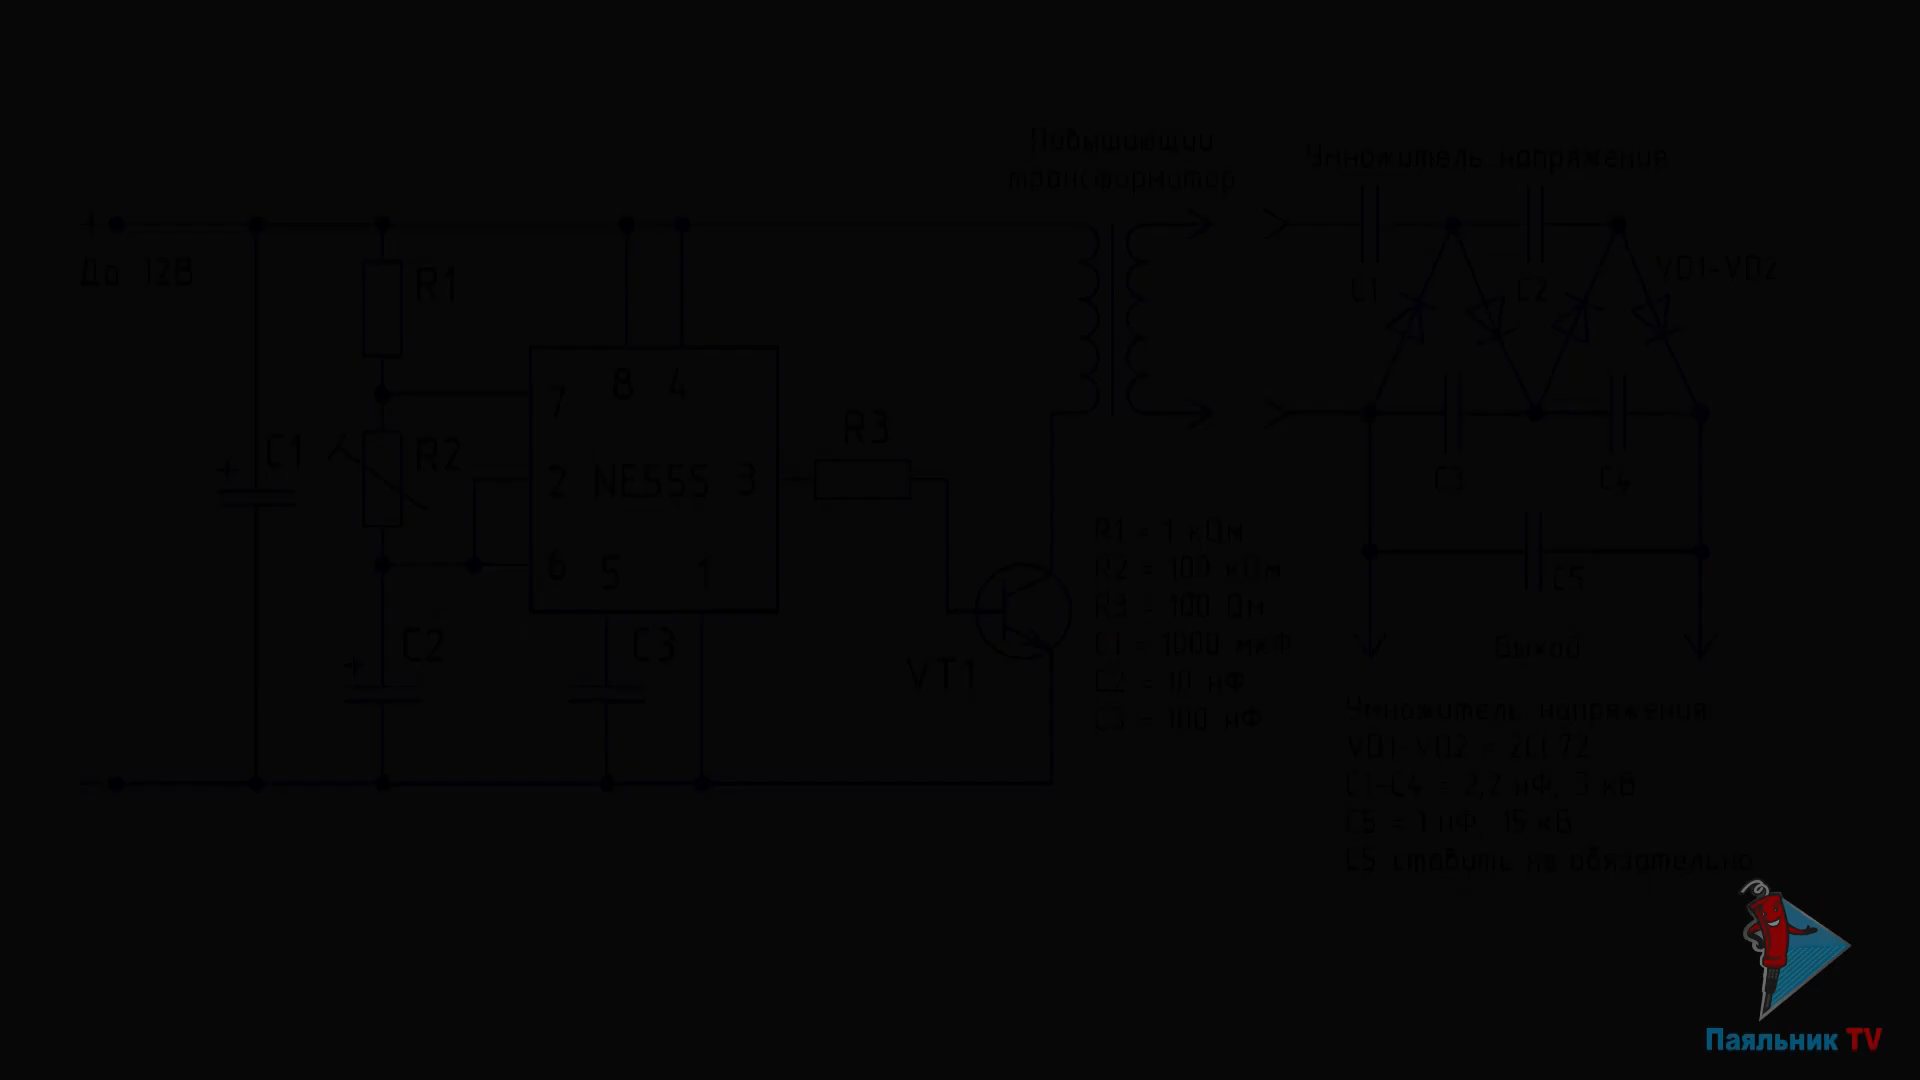 Повышающий
трансформатор
Умножитель напряжения
+
До 12В
R1
C1
C2
VD1-VD2
8 4
7
R3
+ C1
R2
2 NE555 3
C3
C4
6 5 1
R1 = 1 кОм
R2 = 100 кОм
R3 = 100 Ом
C1 = 1000 мкФ
C2 = 10 нФ
C3 = 100 нФ
C5
+ C2
C3
VT1
Выход
-
Умножитель напряжения
VD1-VD2 = 2CL72
C1-C4 = 2,2 нФ, 3 кВ
C5 = 1 нФ, 15 кВ
C5 ставить не обязательно
Паяльник TV